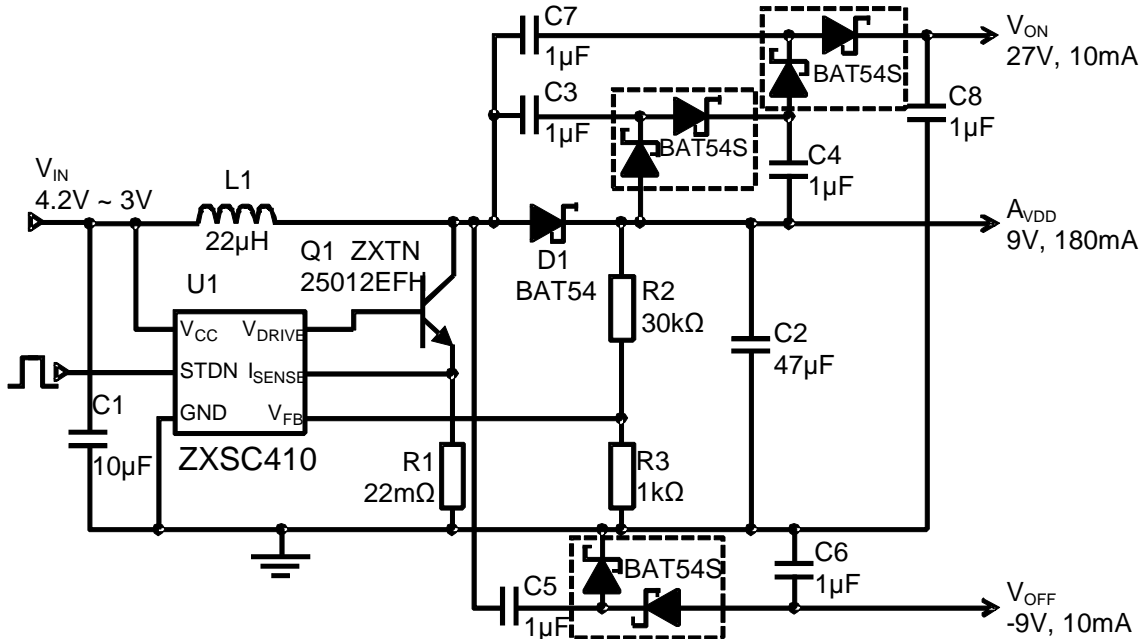 C7
1µF
V_ON
27V, 10mA
BAT54S
C3
1µF
C8
1µF
BAT54S
C4
1µF
V_IN
4.2V ~ 3V
L1
22µH
A_VDD
9V, 180mA
Q1 ZXTN
25012EFH
D1
BAT54
U1
R2
30kΩ
V_CC
V_DRIVE
C2
47µF
STDN
I_SENSE
C1
10µF
GND
V_FB
ZXSC410
R1
22mΩ
R3
1kΩ
BAT54S
C6
1µF
C5
1µF
V_OFF
-9V, 10mA